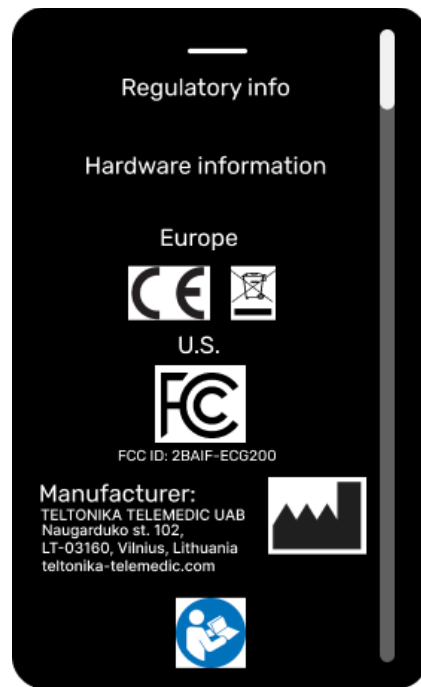 Regulatory info
Hardware information
Europe
CE
U.S.
FC
FCC ID: 2BAIF-ECG200
Manufacturer:
TELTONIKA TELEMEDIC UAB
Naugarduko st. 102,
LT-03160, Vilnius, Lithuania
teltonika-telemedic.com